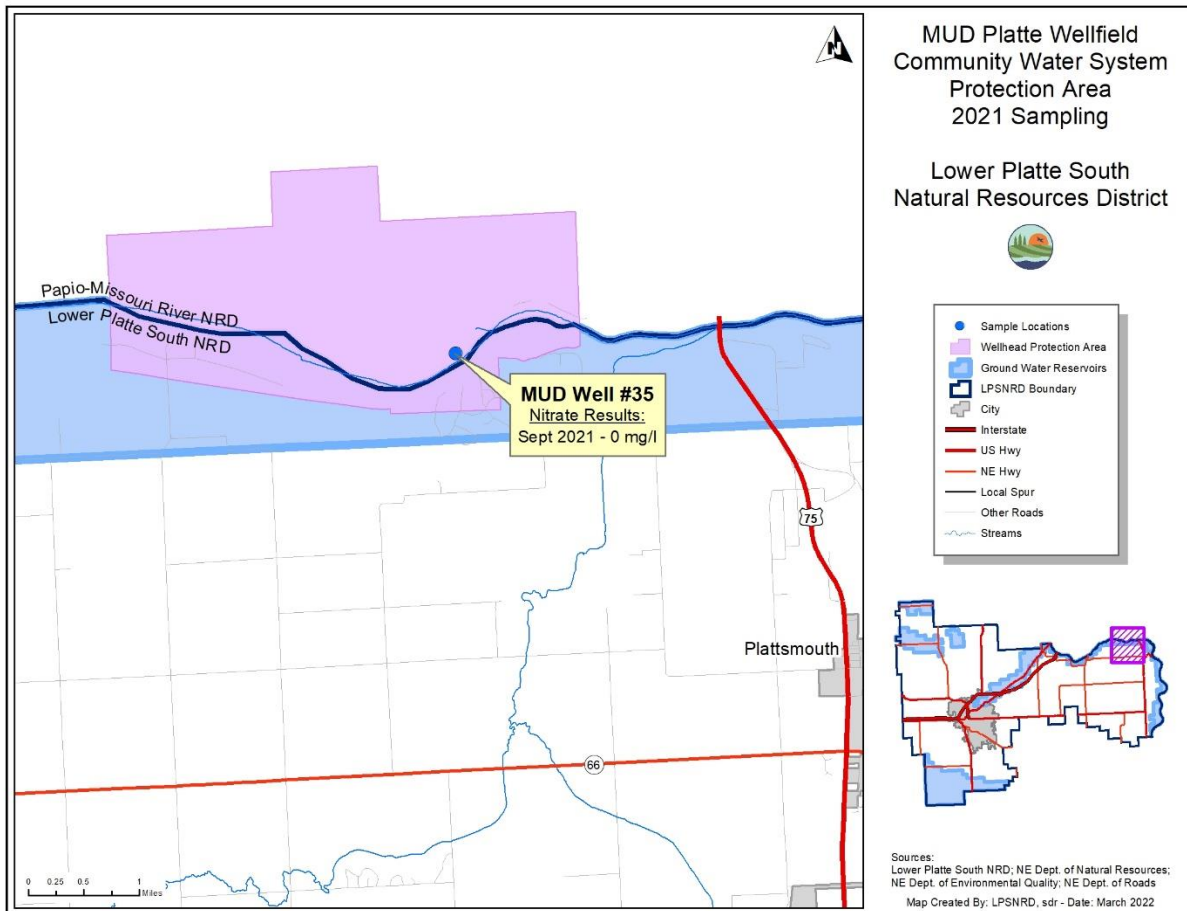 MUD Platte Wellfield
Community Water System
Protection Area
2021 Sampling
Lower Platte South
Natural Resources District
N
Papio-Missouri River NRD
Lower Platte South NRD
MUD Well #35
Nitrate Results:
Sept 2021 - 0 mg/l
75
Plattsmouth
66
0 0.25 0.5 1
Miles
Sample Locations
Wellhead Protection Area
Ground Water Reservoirs
LPSNRD Boundary
City
Interstate
US Hwy
NE Hwy
Local Spur
Other Roads
Streams
Sources:
Lower Platte South NRD; NE Dept. of Natural Resources;
NE Dept. of Environmental Quality; NE Dept. of Roads
Map Created By: LPSNRD, sdr - Date: March 2022